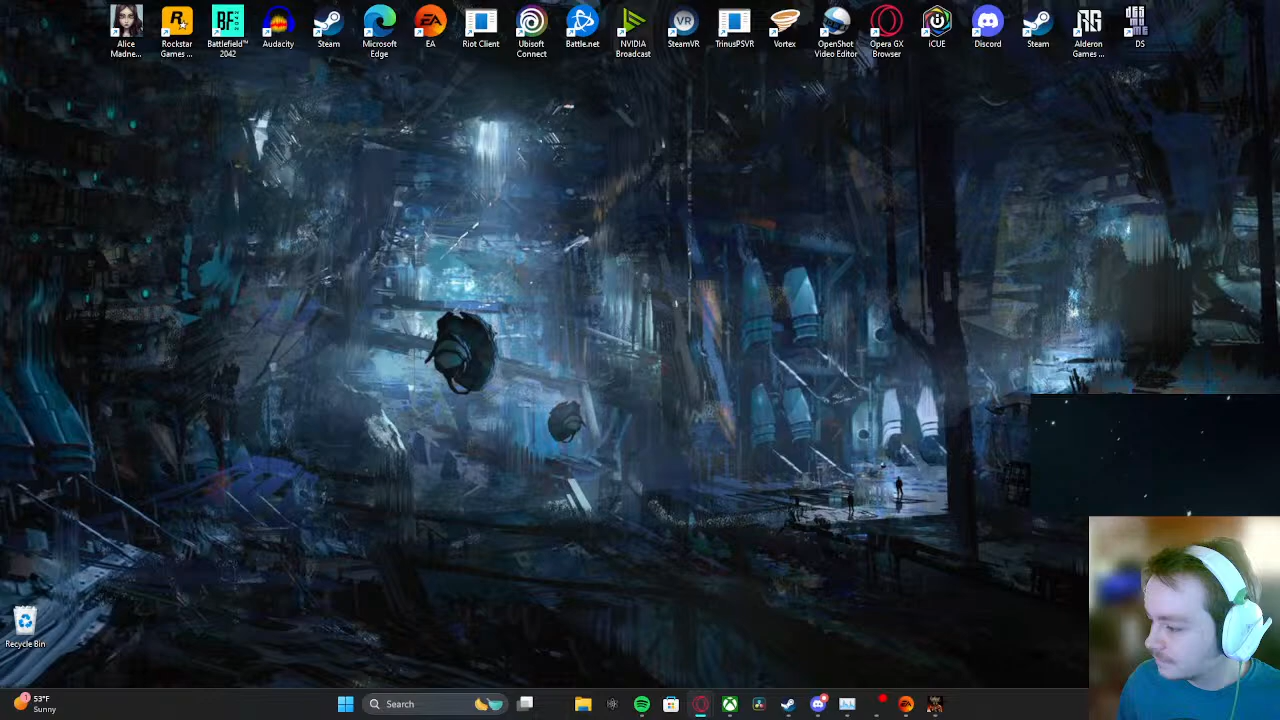 Alice Madne...
Rockstar Games ...
Battlefield™ 2042
Audacity
Steam
Microsoft Edge
EA
Riot Client
Ubisoft Connect
Battle.net
NVIDIA Broadcast
SteamVR
TrinusPSVR
Vortex
OpenShot Video Editor
Opera GX Browser
iCUE
Discord
Steam
Alderon Games ...
DS
Recycle Bin
53°F
Sunny
Search